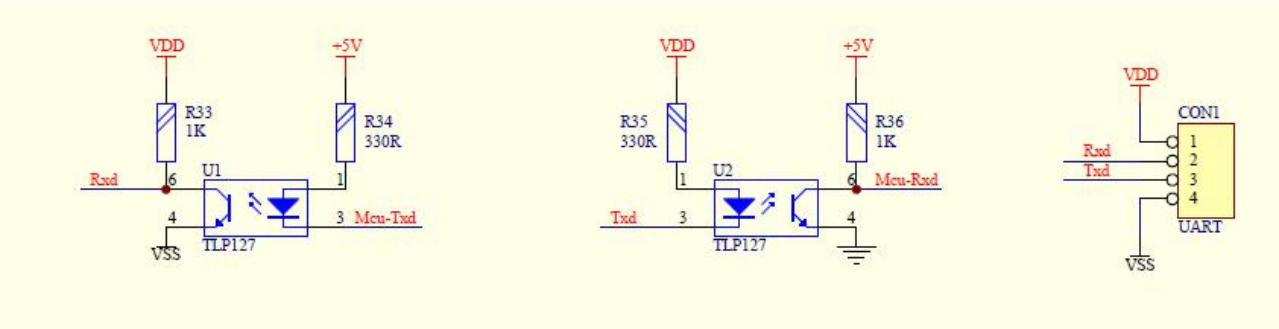 VDD
+5V
R33
1K
R34
330R
Rxd
6
U1
1
4
3
Mcu-Txd
VSS
TLP127
VDD
+5V
R35
330R
R36
1K
1
U2
6
Mcu-Rxd
Txd
3
4
TLP127
VDD
CON1
1
Rxd
2
Txd
3
4
UART
VSS